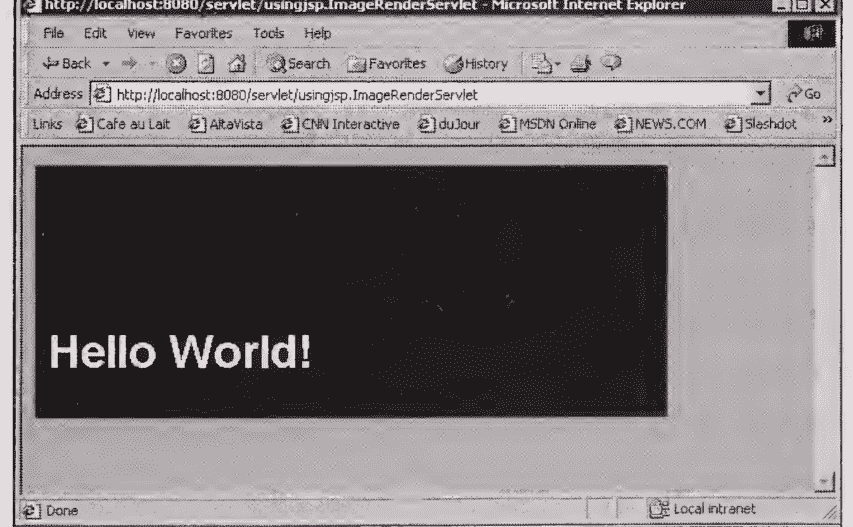 http://localhost:8080/servlet/usingjsp.ImageRenderServlet - Microsoft Internet Explorer
File Edit View Favorites Tools Help
Back Search Favorites History
Address http://localhost:8080/servlet/usingjsp.ImageRenderServlet Go
Links Cafe au Lait AltaVista CNN Interactive duJour MSDN Online NEWS.COM Slashdot »
Hello World!
Done Local intranet